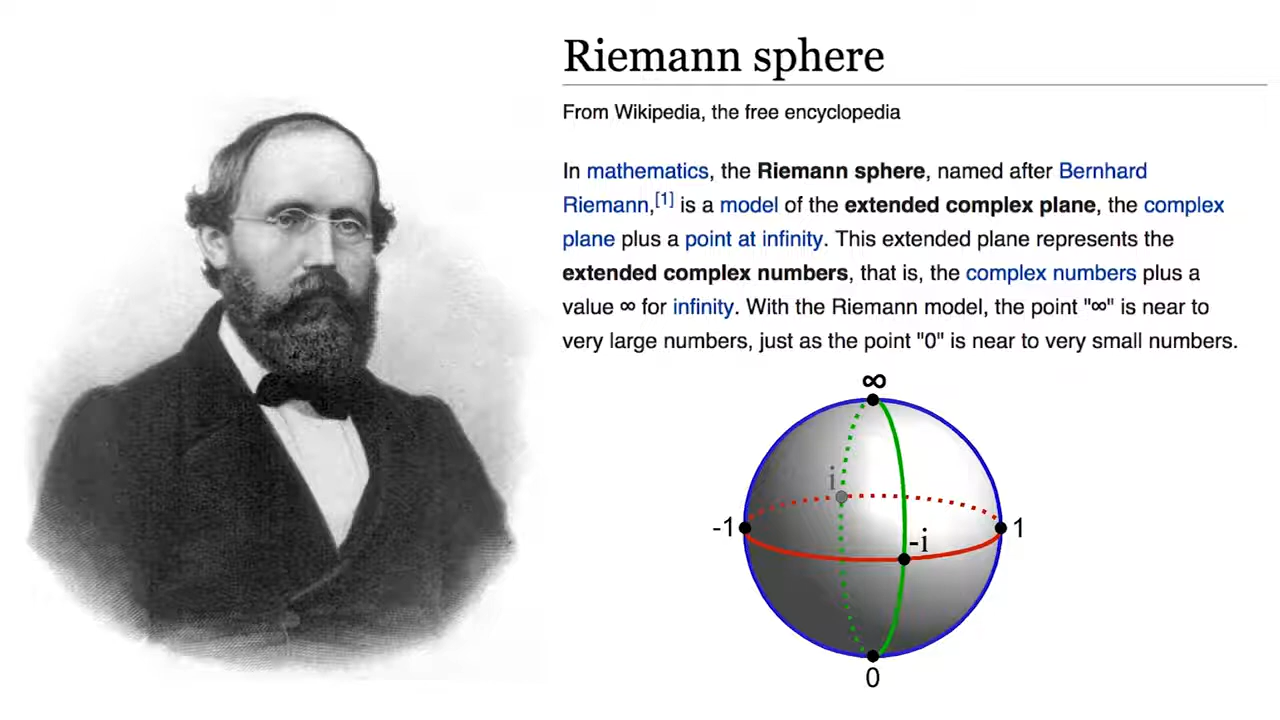 Riemann sphere
From Wikipedia, the free encyclopedia
In mathematics, the Riemann sphere, named after Bernhard
Riemann,[1] is a model of the extended complex plane, the complex
plane plus a point at infinity. This extended plane represents the
extended complex numbers, that is, the complex numbers plus a
value ∞ for infinity. With the Riemann model, the point "∞" is near to
very large numbers, just as the point "0" is near to very small numbers.
∞
i
-1
-i
1
0